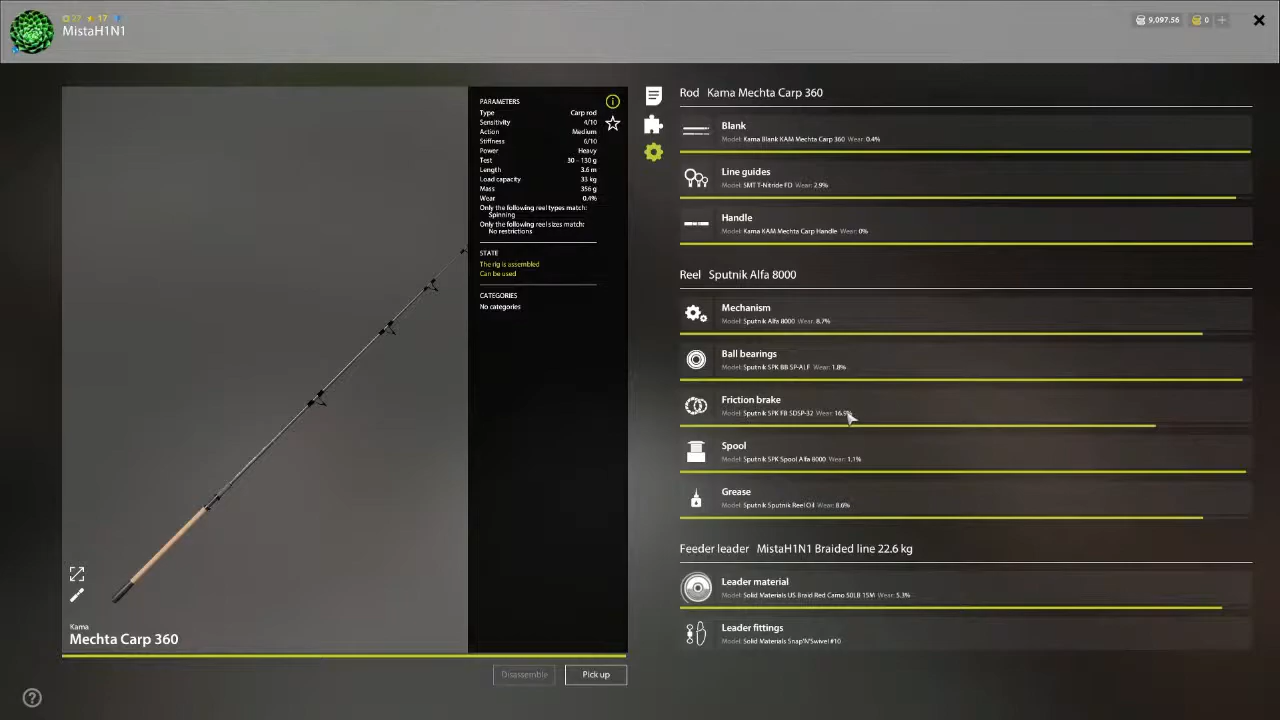 27 17
MistaH1N1
9,097.56 0 +
PARAMETERS
Type Carp rod
Sensitivity 4/10
Action Medium
Stiffness 6/10
Power Heavy
Test 30 – 130 g
Length 3.6 m
Load capacity 33 kg
Mass 356 g
Wear 0.4%
Only the following reel types match:
Spinning
Only the following reel sizes match:
No restrictions
STATE
The rig is assembled
Can be used
CATEGORIES
No categories
Kama
Mechta Carp 360
Disassemble
Pick up
Rod Kama Mechta Carp 360
Blank
Model: Kama Blank KAM Mechta Carp 360 Wear: 0.4%
Line guides
Model: SMT T-Nitride FO Wear: 2.9%
Handle
Model: Kama KAM Mechta Carp Handle Wear: 0%
Reel Sputnik Alfa 8000
Mechanism
Model: Sputnik Alfa 8000 Wear: 8.7%
Ball bearings
Model: Sputnik SPK BB SP-ALF Wear: 1.8%
Friction brake
Model: Sputnik SPK FB SDSP-32 Wear: 16.9%
Spool
Model: Sputnik SPK Spool Alfa 8000 Wear: 1.1%
Grease
Model: Sputnik Sputnik Reel Oil Wear: 8.6%
Feeder leader MistaH1N1 Braided line 22.6 kg
Leader material
Model: Solid Materials US Braid Red Camo 50LB 15M Wear: 5.3%
Leader fittings
Model: Solid Materials Snap'N'Swivel #10